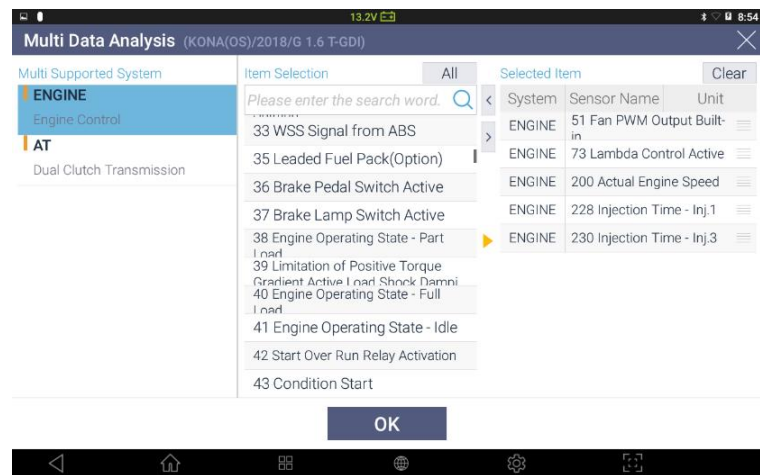 13.2V
8:54
Multi Data Analysis (KONA(OS)/2018/G 1.6 T-GDI)
Multi Supported System
ENGINE
Engine Control
AT
Dual Clutch Transmission
Item Selection
All
Please enter the search word.
33 WSS Signal from ABS
35 Leaded Fuel Pack(Option)
36 Brake Pedal Switch Active
37 Brake Lamp Switch Active
38 Engine Operating State - Part
Load
39 Limitation of Positive Torque
Gradient Active Load Shock Dampi
40 Engine Operating State - Full
Load
41 Engine Operating State - Idle
42 Start Over Run Relay Activation
43 Condition Start
Selected Item
Clear
System Sensor Name Unit
ENGINE 51 Fan PWM Output Built-
in
ENGINE 73 Lambda Control Active
ENGINE 200 Actual Engine Speed
ENGINE 228 Injection Time - Inj.1
ENGINE 230 Injection Time - Inj.3
OK